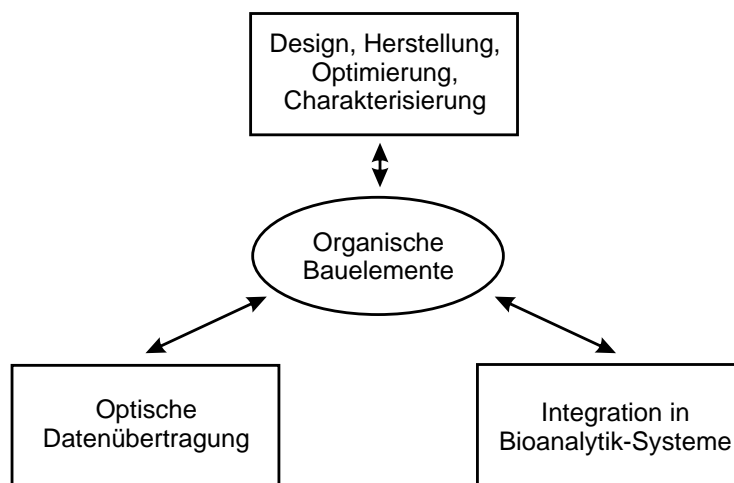 Design, Herstellung,
Optimierung,
Charakterisierung
Organische
Bauelemente
Optische
Datenübertragung
Integration in
Bioanalytik-Systeme